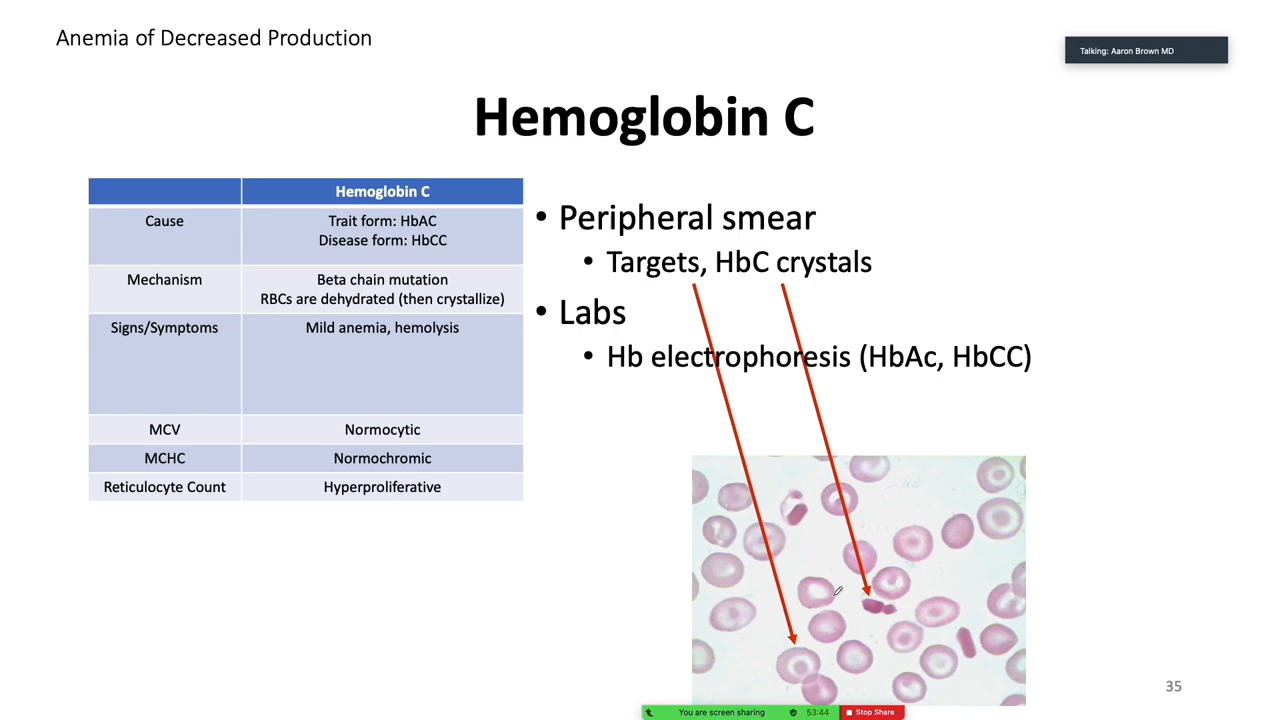 Anemia of Decreased Production
Talking: Aaron Brown MD
Hemoglobin C
Hemoglobin C
Cause
Trait form: HbAC
Disease form: HbCC
Mechanism
Beta chain mutation
RBCs are dehydrated (then crystallize)
Signs/Symptoms
Mild anemia, hemolysis
MCV
Normocytic
MCHC
Normochromic
Reticulocyte Count
Hyperproliferative
• Peripheral smear
• Targets, HbC crystals
• Labs
• Hb electrophoresis (HbAc, HbCC)
35
You are screen sharing
53:44
Stop Share